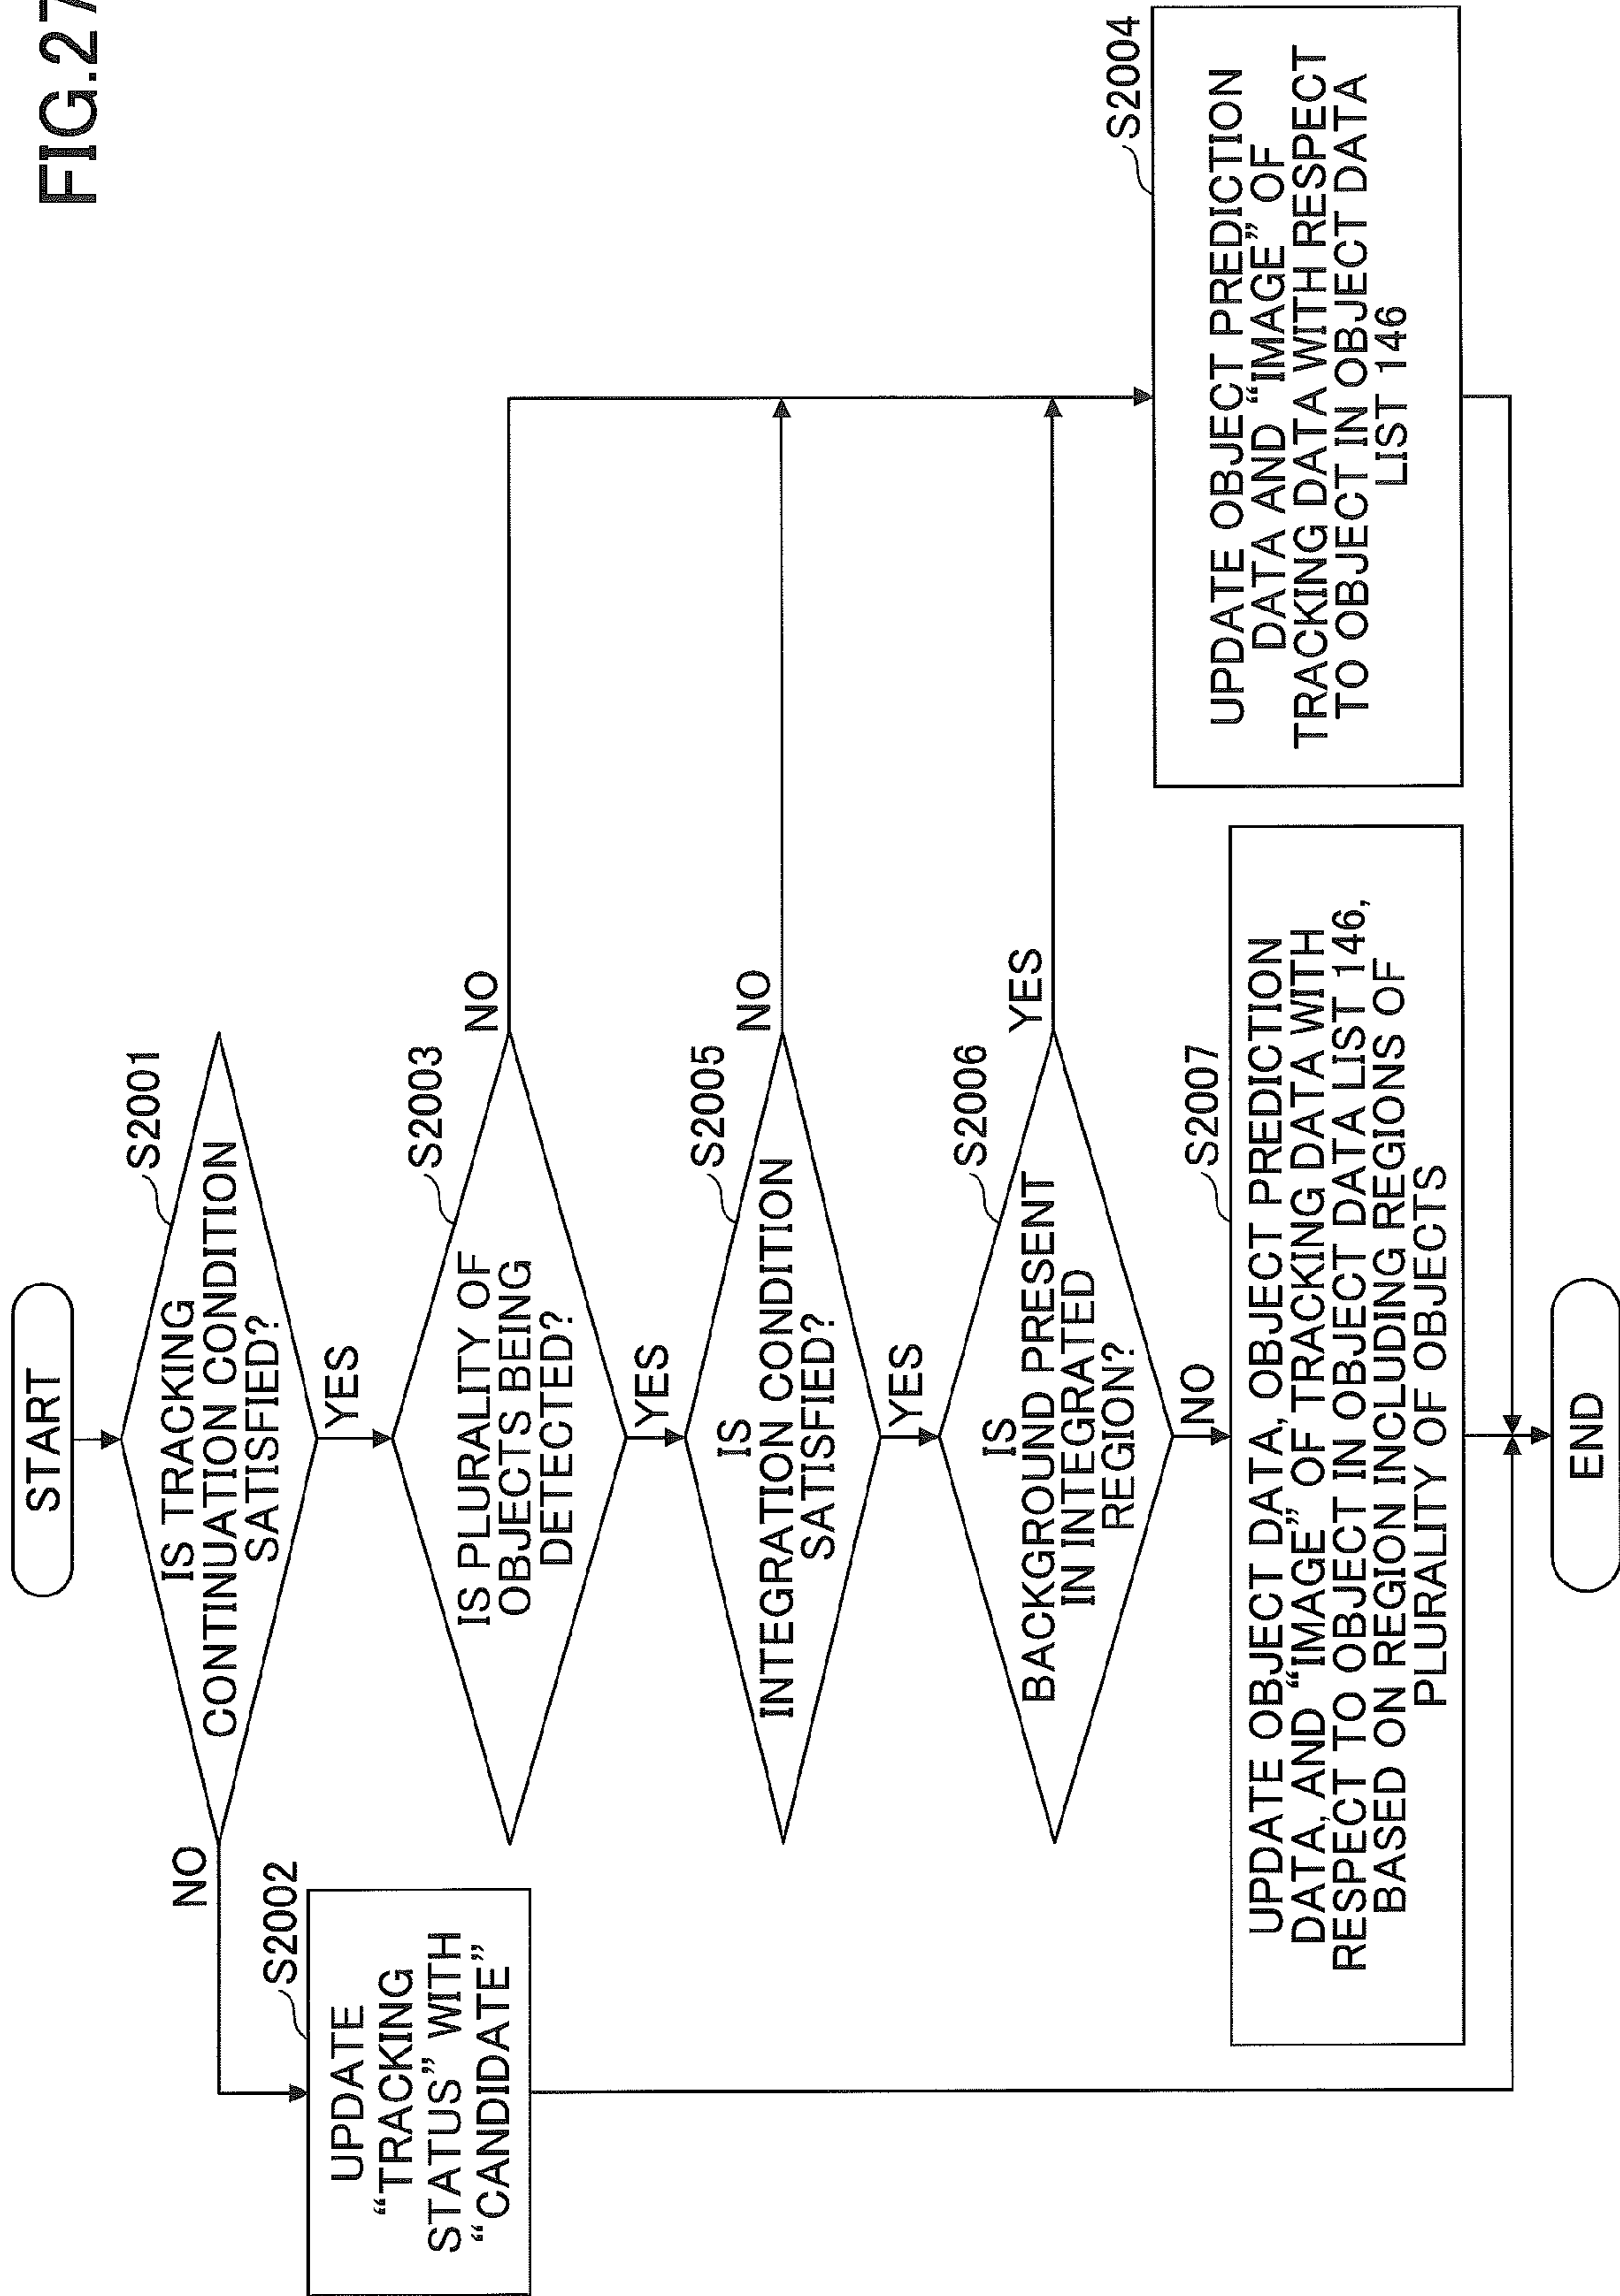 FIG.27
START
S2001
IS TRACKING
CONTINUATION CONDITION
SATISFIED?
NO
YES
S2002
UPDATE
“TRACKING
STATUS” WITH
“CANDIDATE”
S2003
IS PLURALITY OF
OBJECTS BEING
DETECTED?
NO
YES
S2005
IS
INTEGRATION CONDITION
SATISFIED?
NO
YES
S2006
IS
BACKGROUND PRESENT
IN INTEGRATED
REGION?
YES
NO
S2004
UPDATE OBJECT PREDICTION
DATA AND “IMAGE” OF
TRACKING DATA WITH RESPECT
TO OBJECT IN OBJECT DATA
LIST 146
S2007
UPDATE OBJECT DATA, OBJECT PREDICTION
DATA, AND “IMAGE” OF TRACKING DATA WITH
RESPECT TO OBJECT IN OBJECT DATA LIST 146,
BASED ON REGION INCLUDING REGIONS OF
PLURALITY OF OBJECTS
END